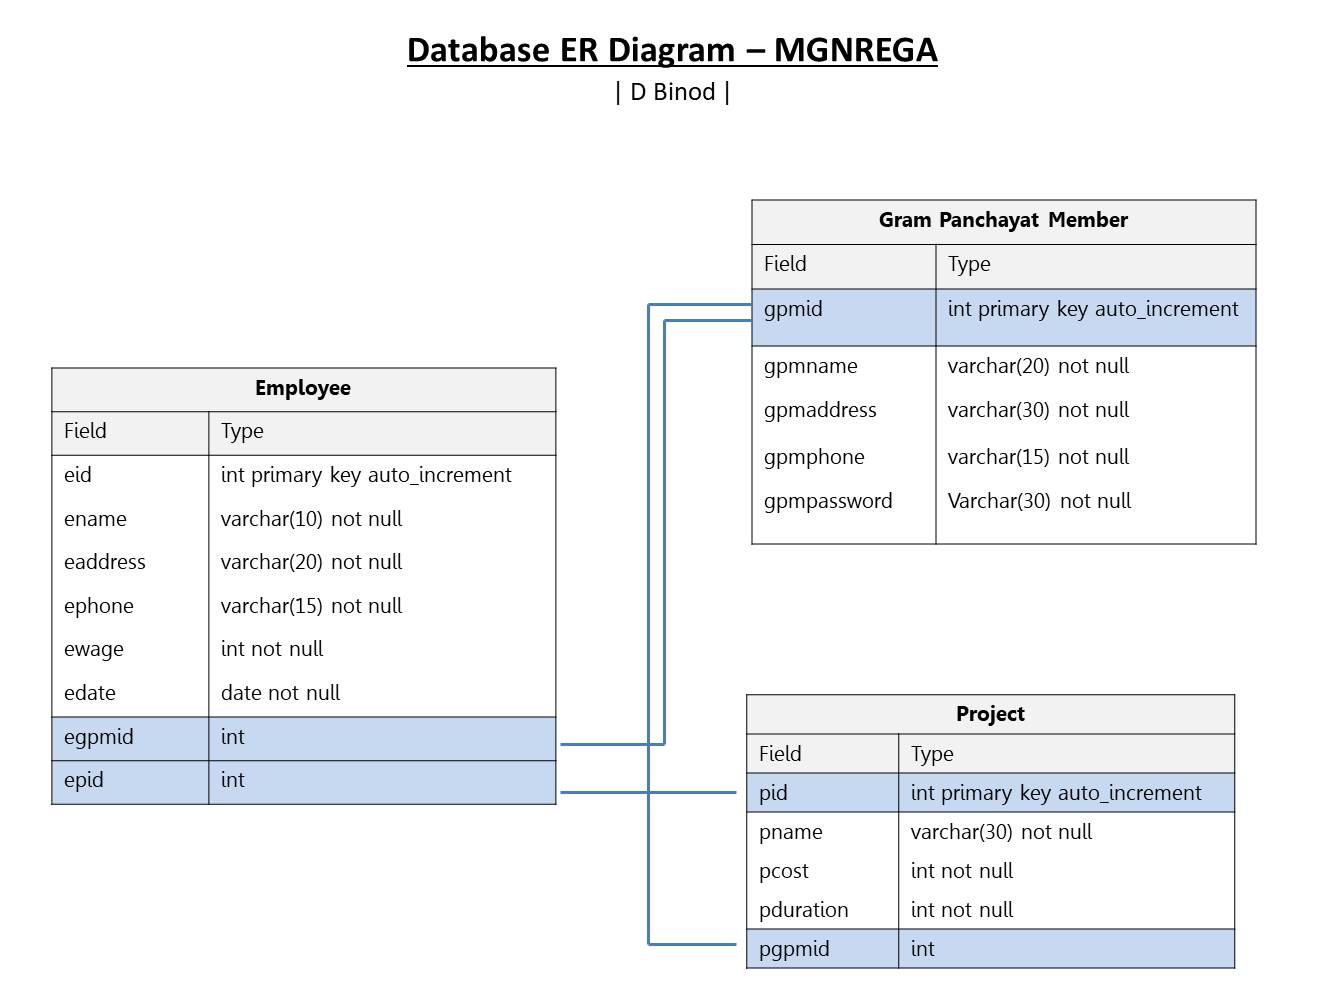 Database ER Diagram – MGNREGA
| D Binod |
Gram Panchayat Member
Field Type
gpmid int primary key auto_increment
gpmname varchar(20) not null
gpmaddress varchar(30) not null
gpmphone varchar(15) not null
gpmpassword Varchar(30) not null
Employee
Field Type
eid int primary key auto_increment
ename varchar(10) not null
eaddress varchar(20) not null
ephone varchar(15) not null
ewage int not null
edate date not null
egpmid int
epid int
Project
Field Type
pid int primary key auto_increment
pname varchar(30) not null
pcost int not null
pduration int not null
pgpmid int